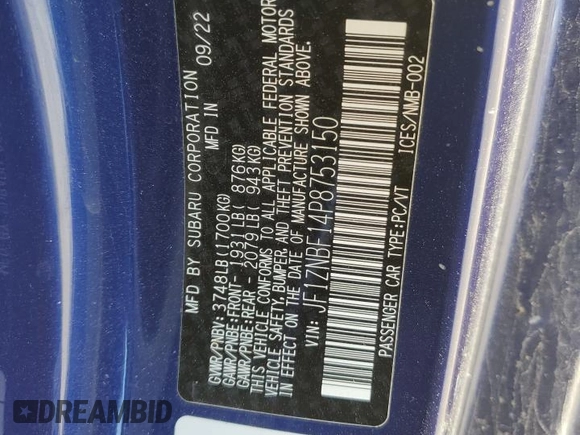 MFD BY SUBARU CORPORATION 09/22
MFD IN
GVWR/PNBV: 3748LB(1700KG)
GAWR/PNBE:FRONT- 1931LB( 876KG)
GAWR/PNBE:REAR - 2079LB( 943KG)
THIS VEHICLE CONFORMS TO ALL APPLICABLE FEDERAL MOTOR
VEHICLE SAFETY, BUMPER, AND THEFT PREVENTION STANDARDS
IN EFFECT ON THE DATE OF MANUFACTURE SHOWN ABOVE.
VIN: JF1ZNBF14P8753150
PASSENGER CAR TYPE:PC/VT ICES/NMB-002
DREAMBID